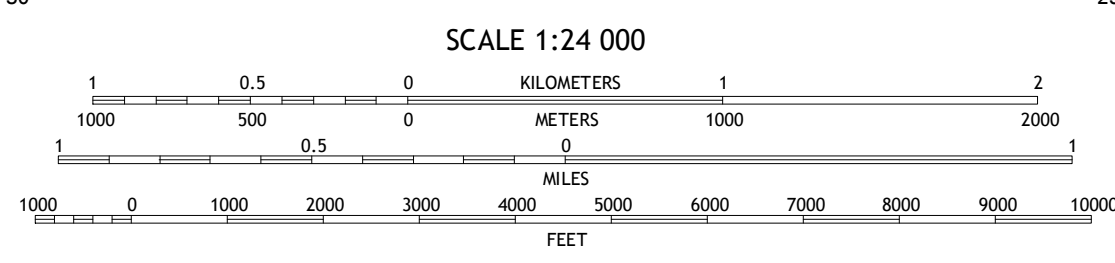 SCALE 1:24 000
1 0.5 0 KILOMETERS 1 2
1000 500 0 METERS 1000 2000
1 0.5 0 1
MILES
1000 0 1000 2000 3000 4000 5000 6000 7000 8000 9000 10000
FEET